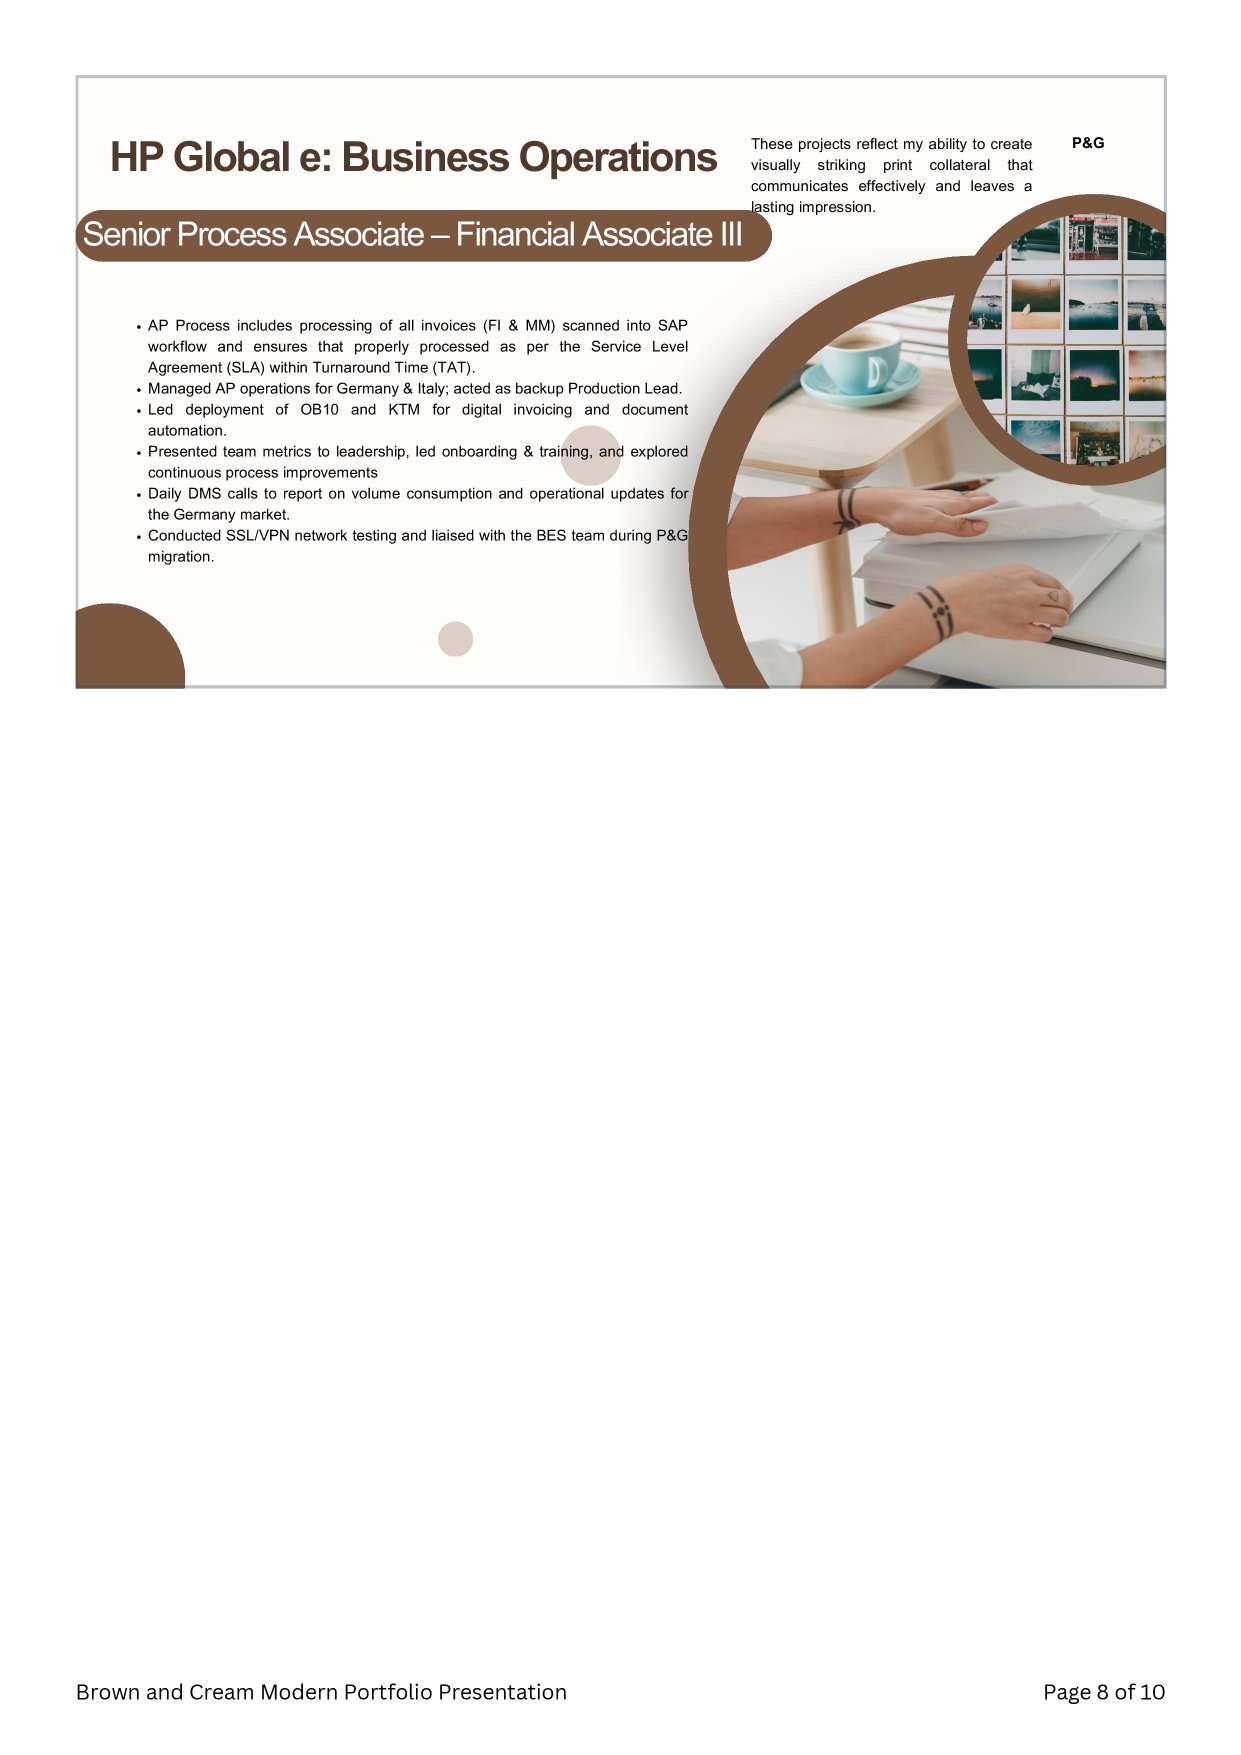 HP Global e: Business Operations
Senior Process Associate – Financial Associate III
These projects reflect my ability to create
visually striking print collateral that
communicates effectively and leaves a
lasting impression.
P&G
• AP Process includes processing of all invoices (FI & MM) scanned into SAP
workflow and ensures that properly processed as per the Service Level
Agreement (SLA) within Turnaround Time (TAT).
• Managed AP operations for Germany & Italy; acted as backup Production Lead.
• Led deployment of OB10 and KTM for digital invoicing and document
automation.
• Presented team metrics to leadership, led onboarding & training, and explored
continuous process improvements
• Daily DMS calls to report on volume consumption and operational updates for
the Germany market.
• Conducted SSL/VPN network testing and liaised with the BES team during P&G
migration.
Brown and Cream Modern Portfolio Presentation
Page 8 of 10